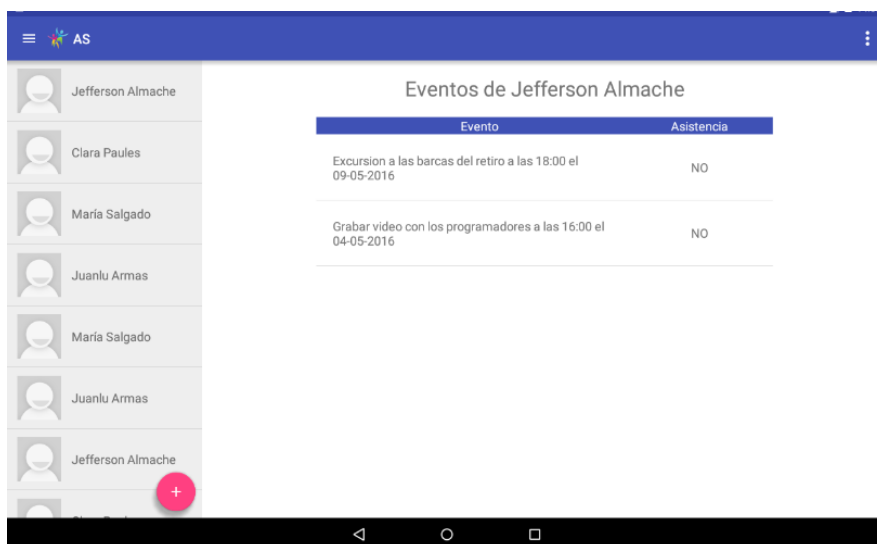 AS
Jefferson Almache
Clara Paules
María Salgado
Juanlu Armas
María Salgado
Juanlu Armas
Jefferson Almache
+
Eventos de Jefferson Almache
Evento Asistencia
Excursion a las barcas del retiro a las 18:00 el
09-05-2016
NO
Grabar video con los programadores a las 16:00 el
04-05-2016
NO